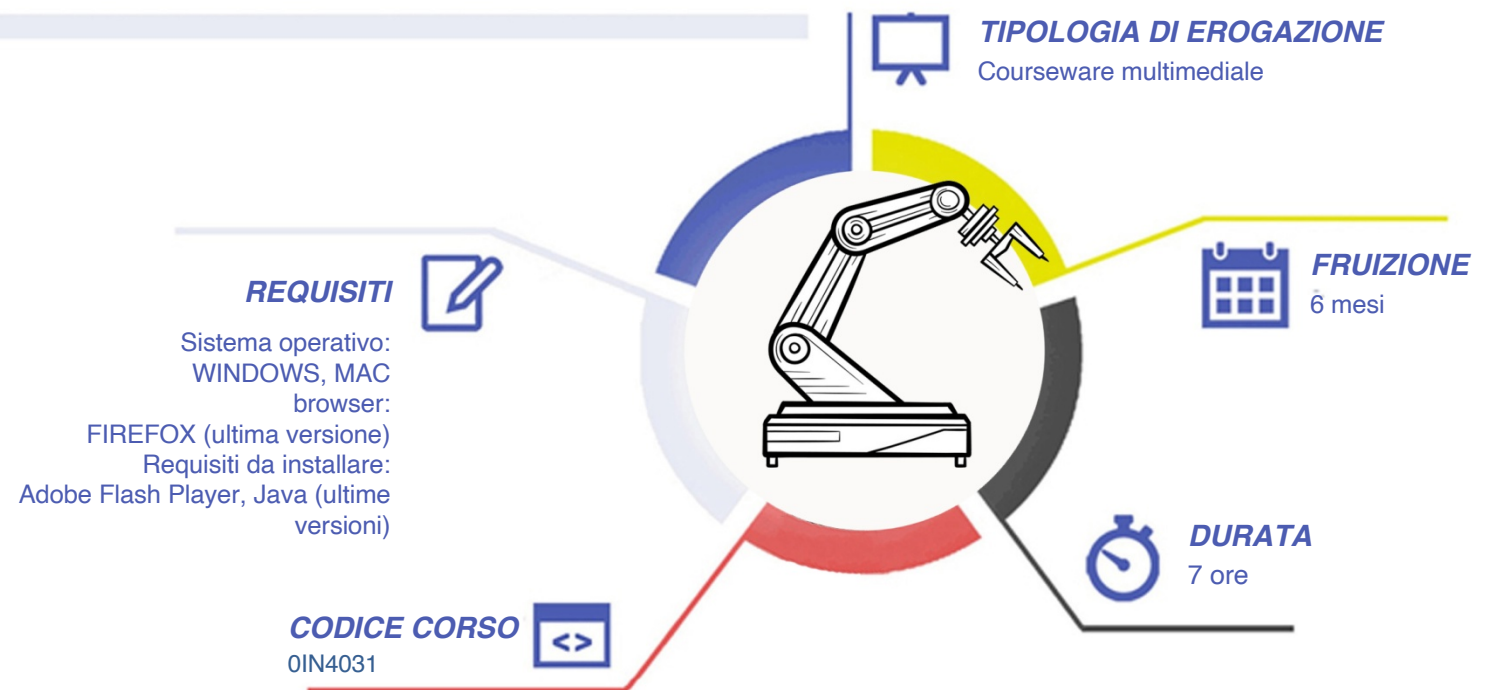 TIPOLOGIA DI EROGAZIONE
Courseware multimediale
FRUIZIONE
6 mesi
REQUISITI
Sistema operativo:
WINDOWS, MAC
browser:
FIREFOX (ultima versione)
Requisiti da installare:
Adobe Flash Player, Java (ultime
versioni)
DURATA
7 ore
CODICE CORSO
<>
0IN4031